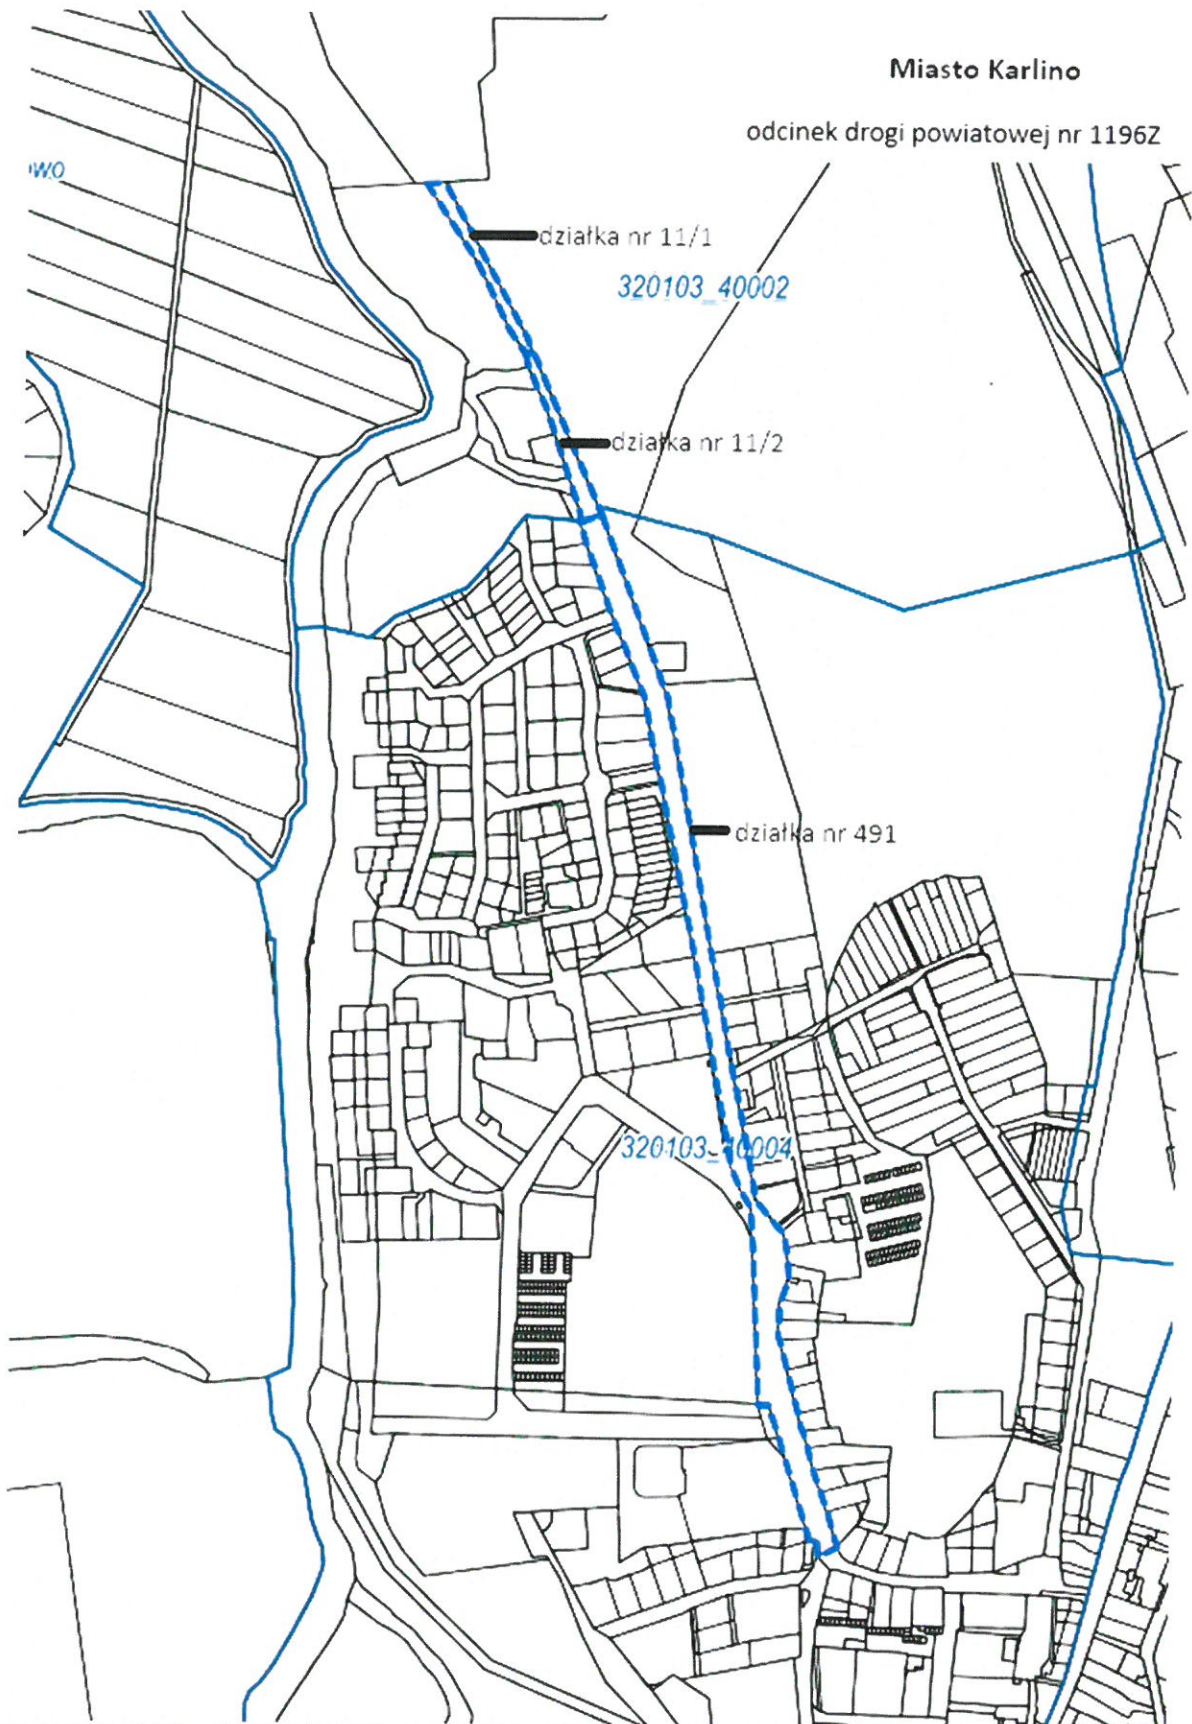 Miasto Karlino
odcinek drogi powiatowej nr 1196Z
działka nr 11/1
320103_40002
działka nr 11/2
działka nr 491
320103_40004